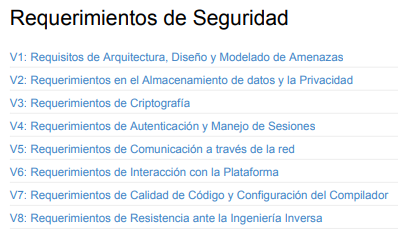 Requerimientos de Seguridad
V1: Requisitos de Arquitectura, Diseño y Modelado de Amenazas
V2: Requerimientos en el Almacenamiento de datos y la Privacidad
V3: Requerimientos de Criptografía
V4: Requerimientos de Autenticación y Manejo de Sesiones
V5: Requerimientos de Comunicación a través de la red
V6: Requerimientos de Interacción con la Plataforma
V7: Requerimientos de Calidad de Código y Configuración del Compilador
V8: Requerimientos de Resistencia ante la Ingeniería Inversa